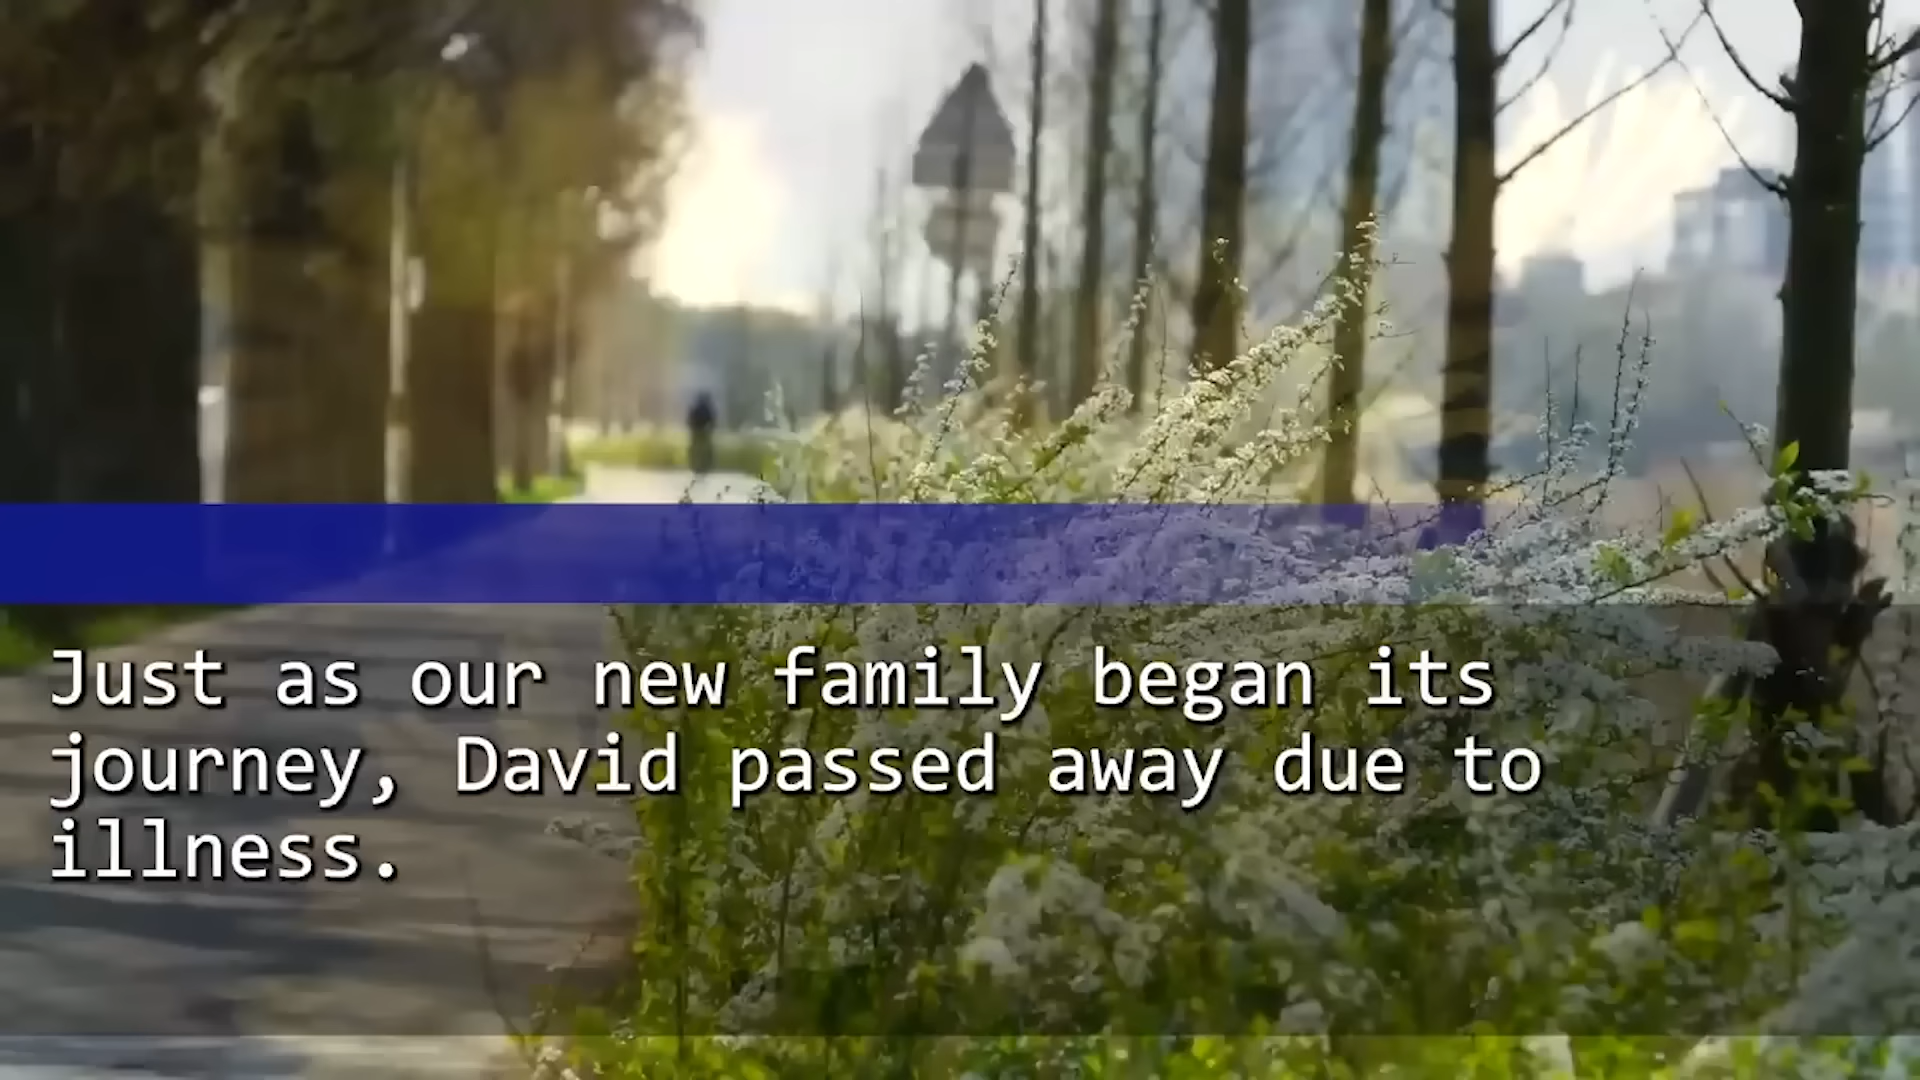 Just as our new family began its
journey, David passed away due to
illness.